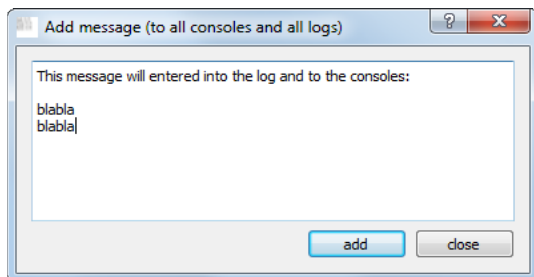 Add message (to all consoles and all logs)
This message will entered into the log and to the consoles:
blabla
blabla
add
close